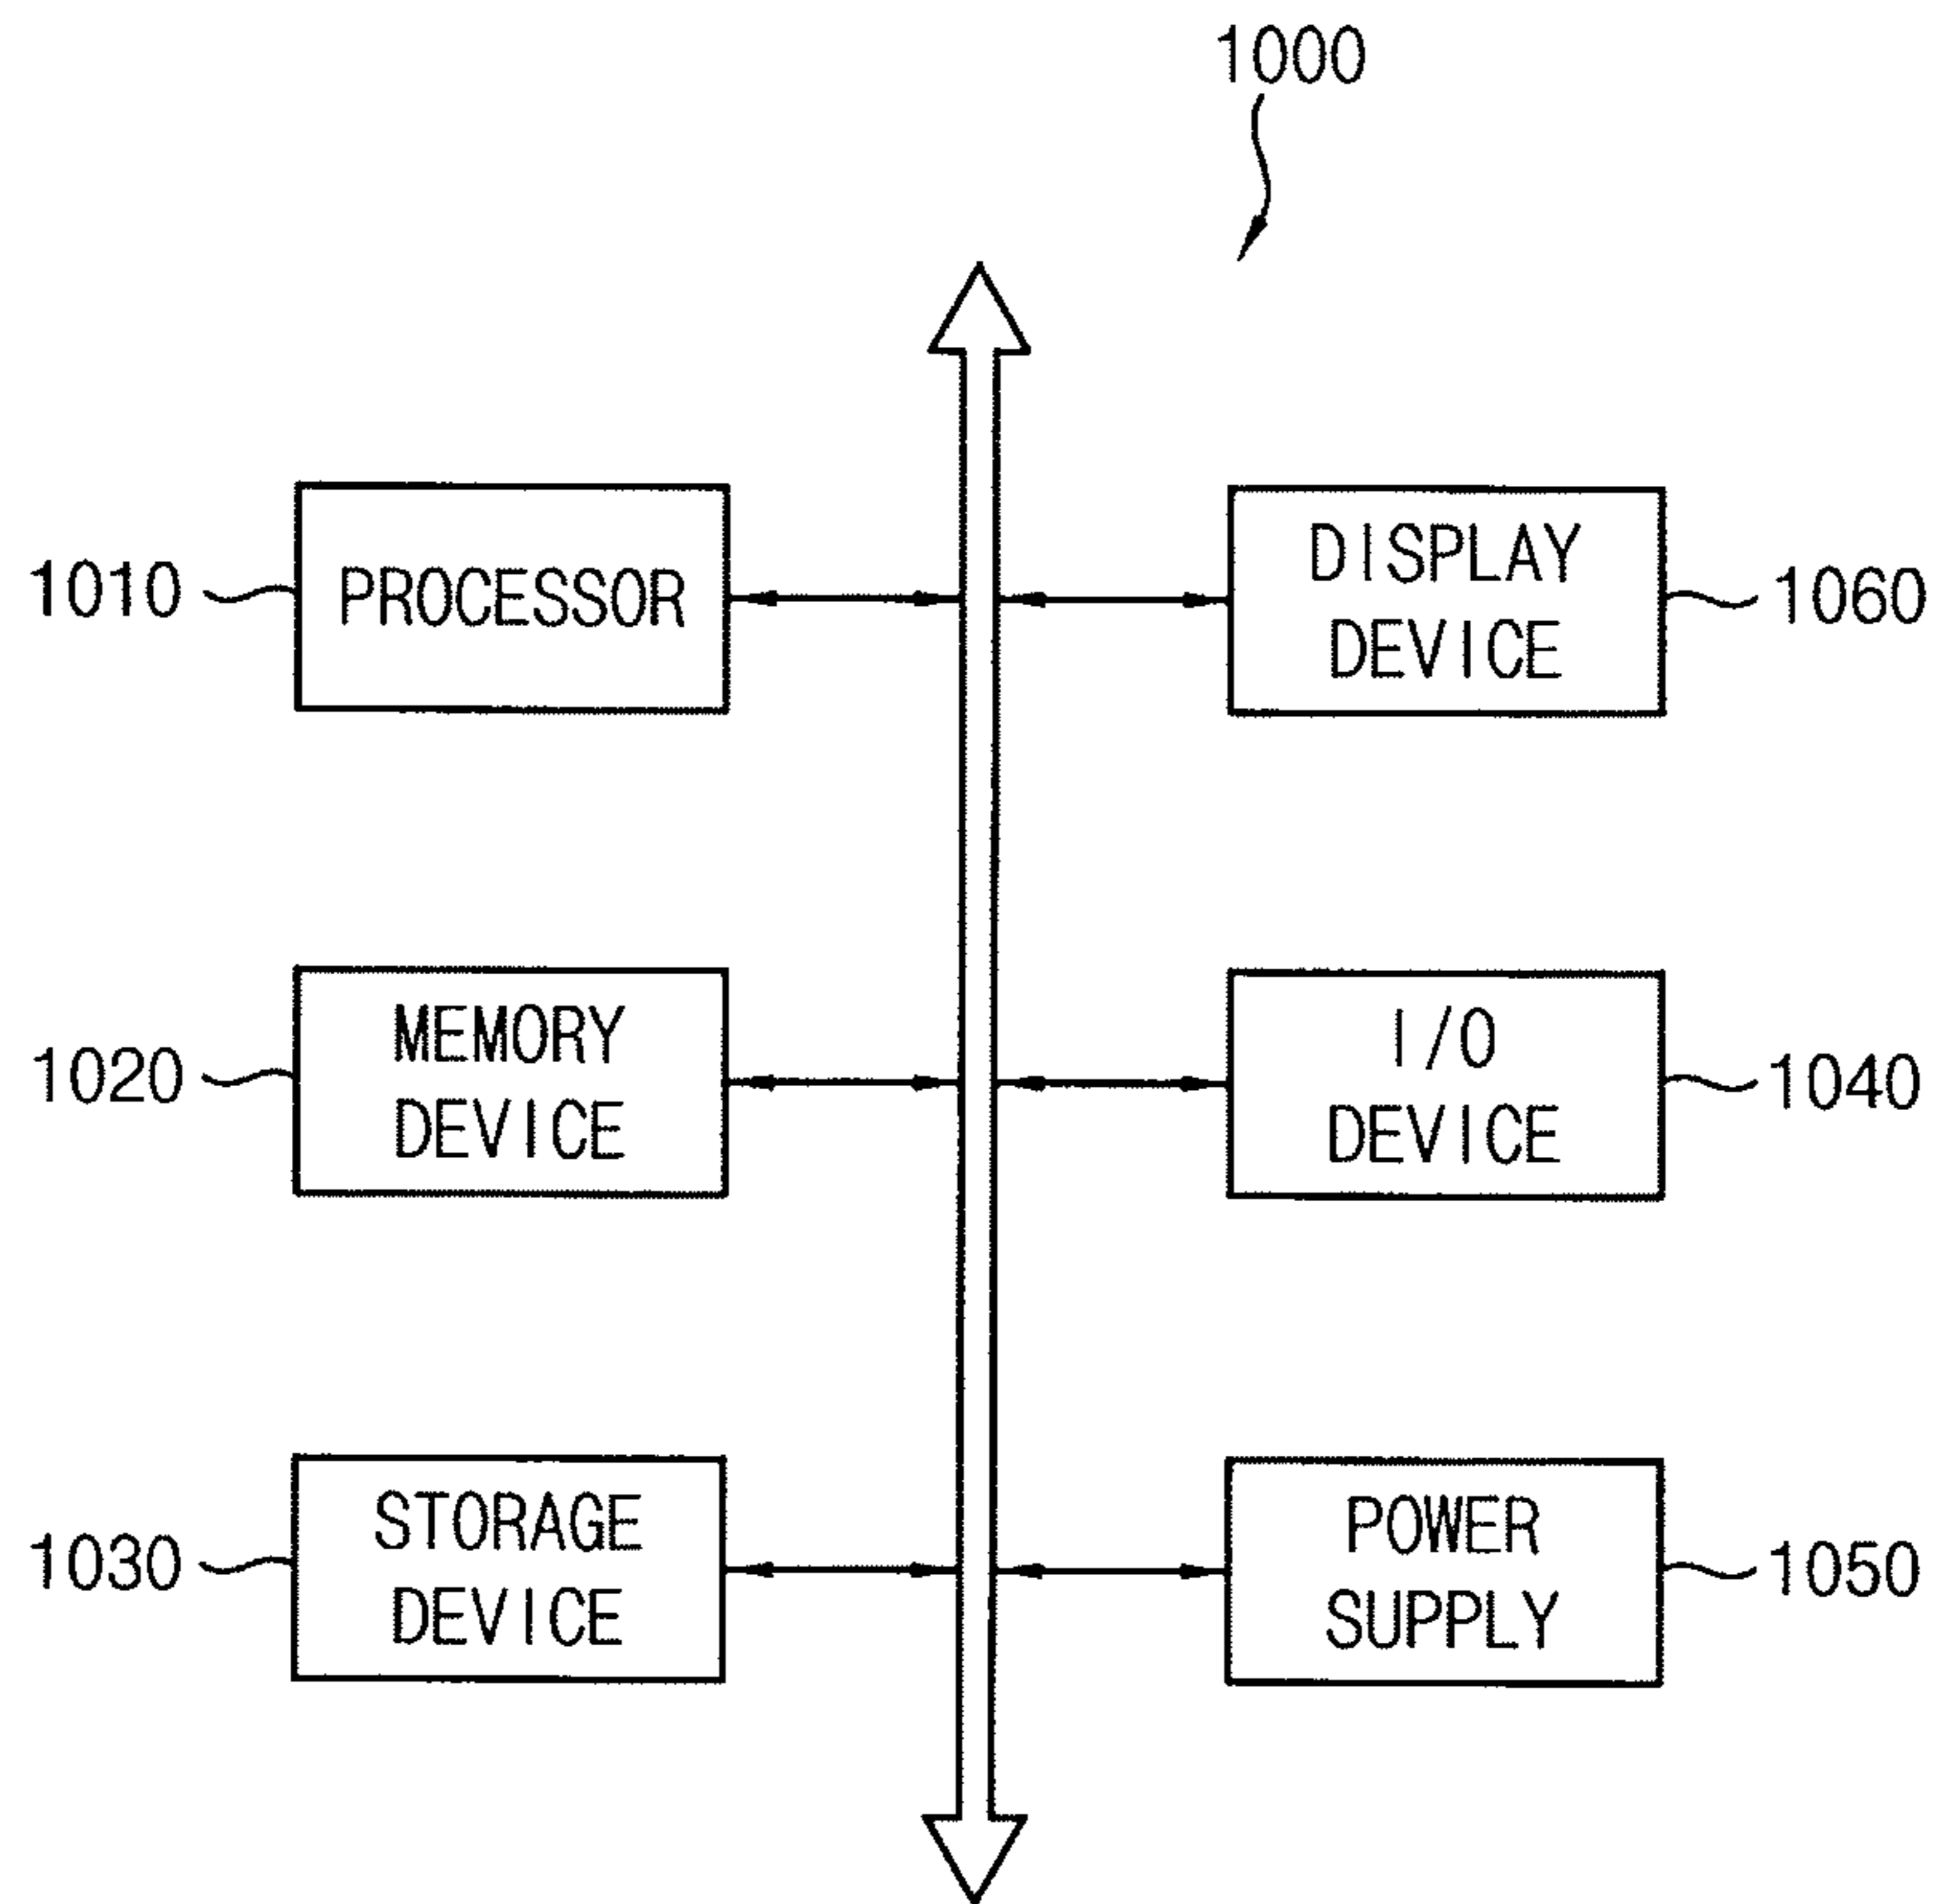 1000
1010
PROCESSOR
DISPLAY
DEVICE
1060
1020
MEMORY
DEVICE
I/O
DEVICE
1040
1030
STORAGE
DEVICE
POWER
SUPPLY
1050